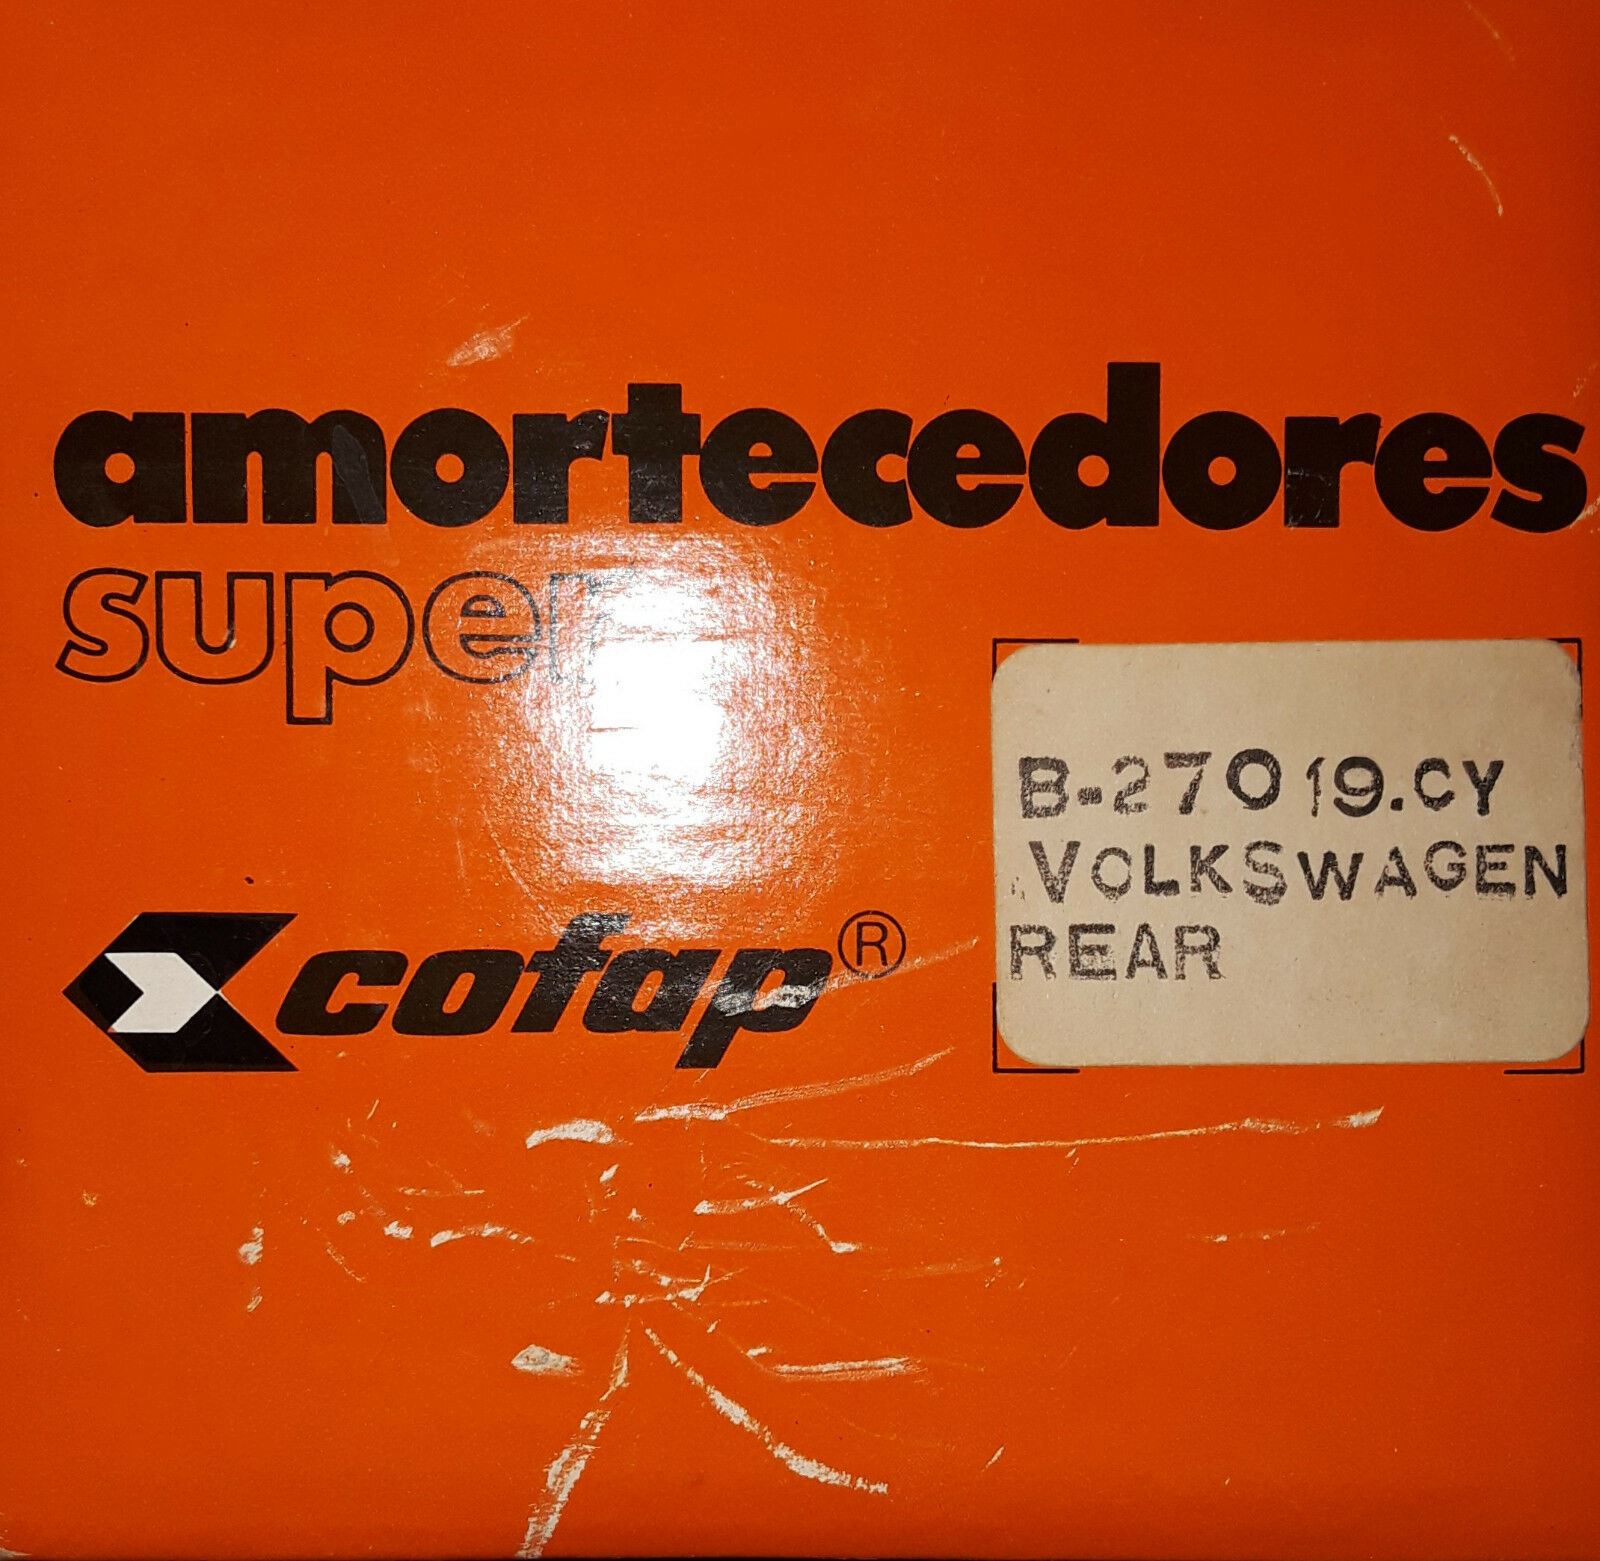 amortecedores
super
cofap®
B-27019.CY
VOLKSWAGEN
REAR